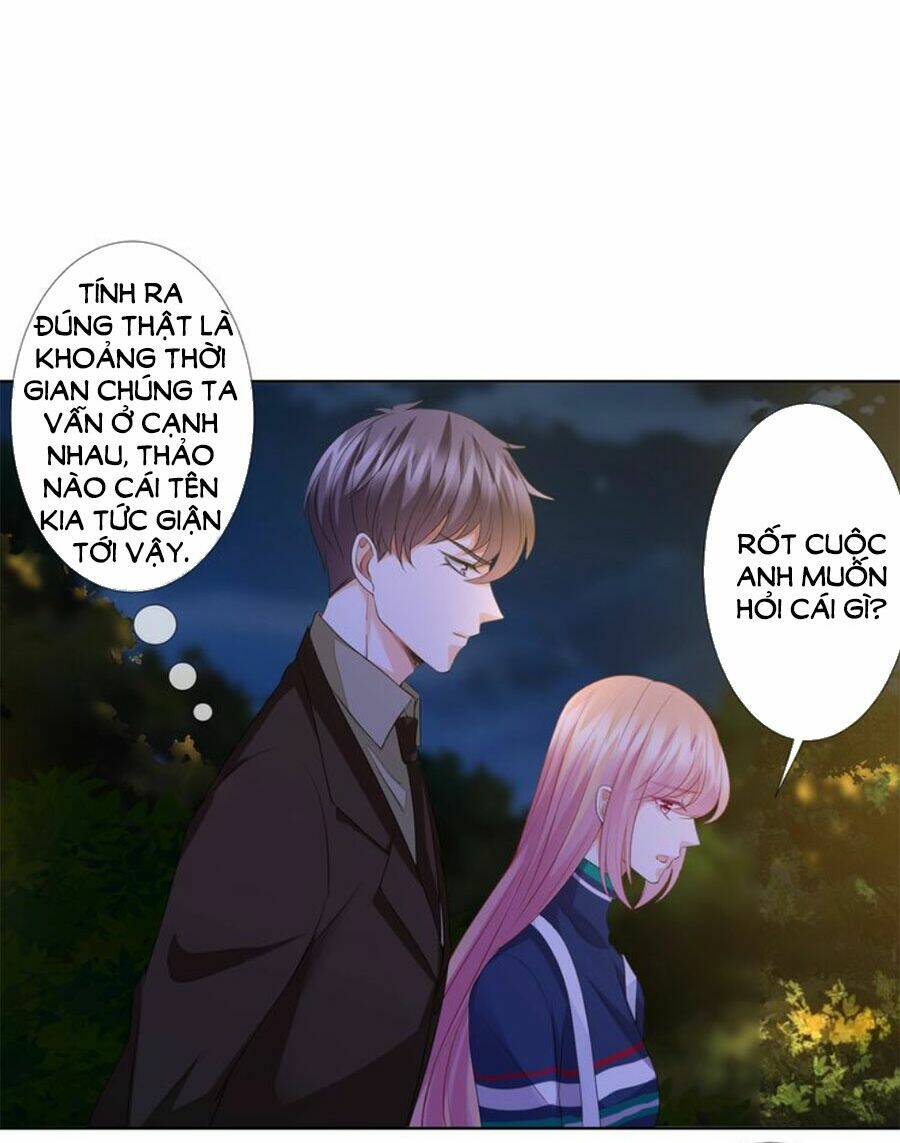 TÍNH RA
ĐÚNG THẬT LÀ
KHOẢNG THỜI
GIAN CHÚNG TA
VẪN Ở CẠNH
NHAU, THẢO
NÀO CÁI TÊN
KIA TỨC GIẬN
TỚI VẬY.
RỐT CUỘC
ANH MUỐN
HỎI CÁI GÌ?